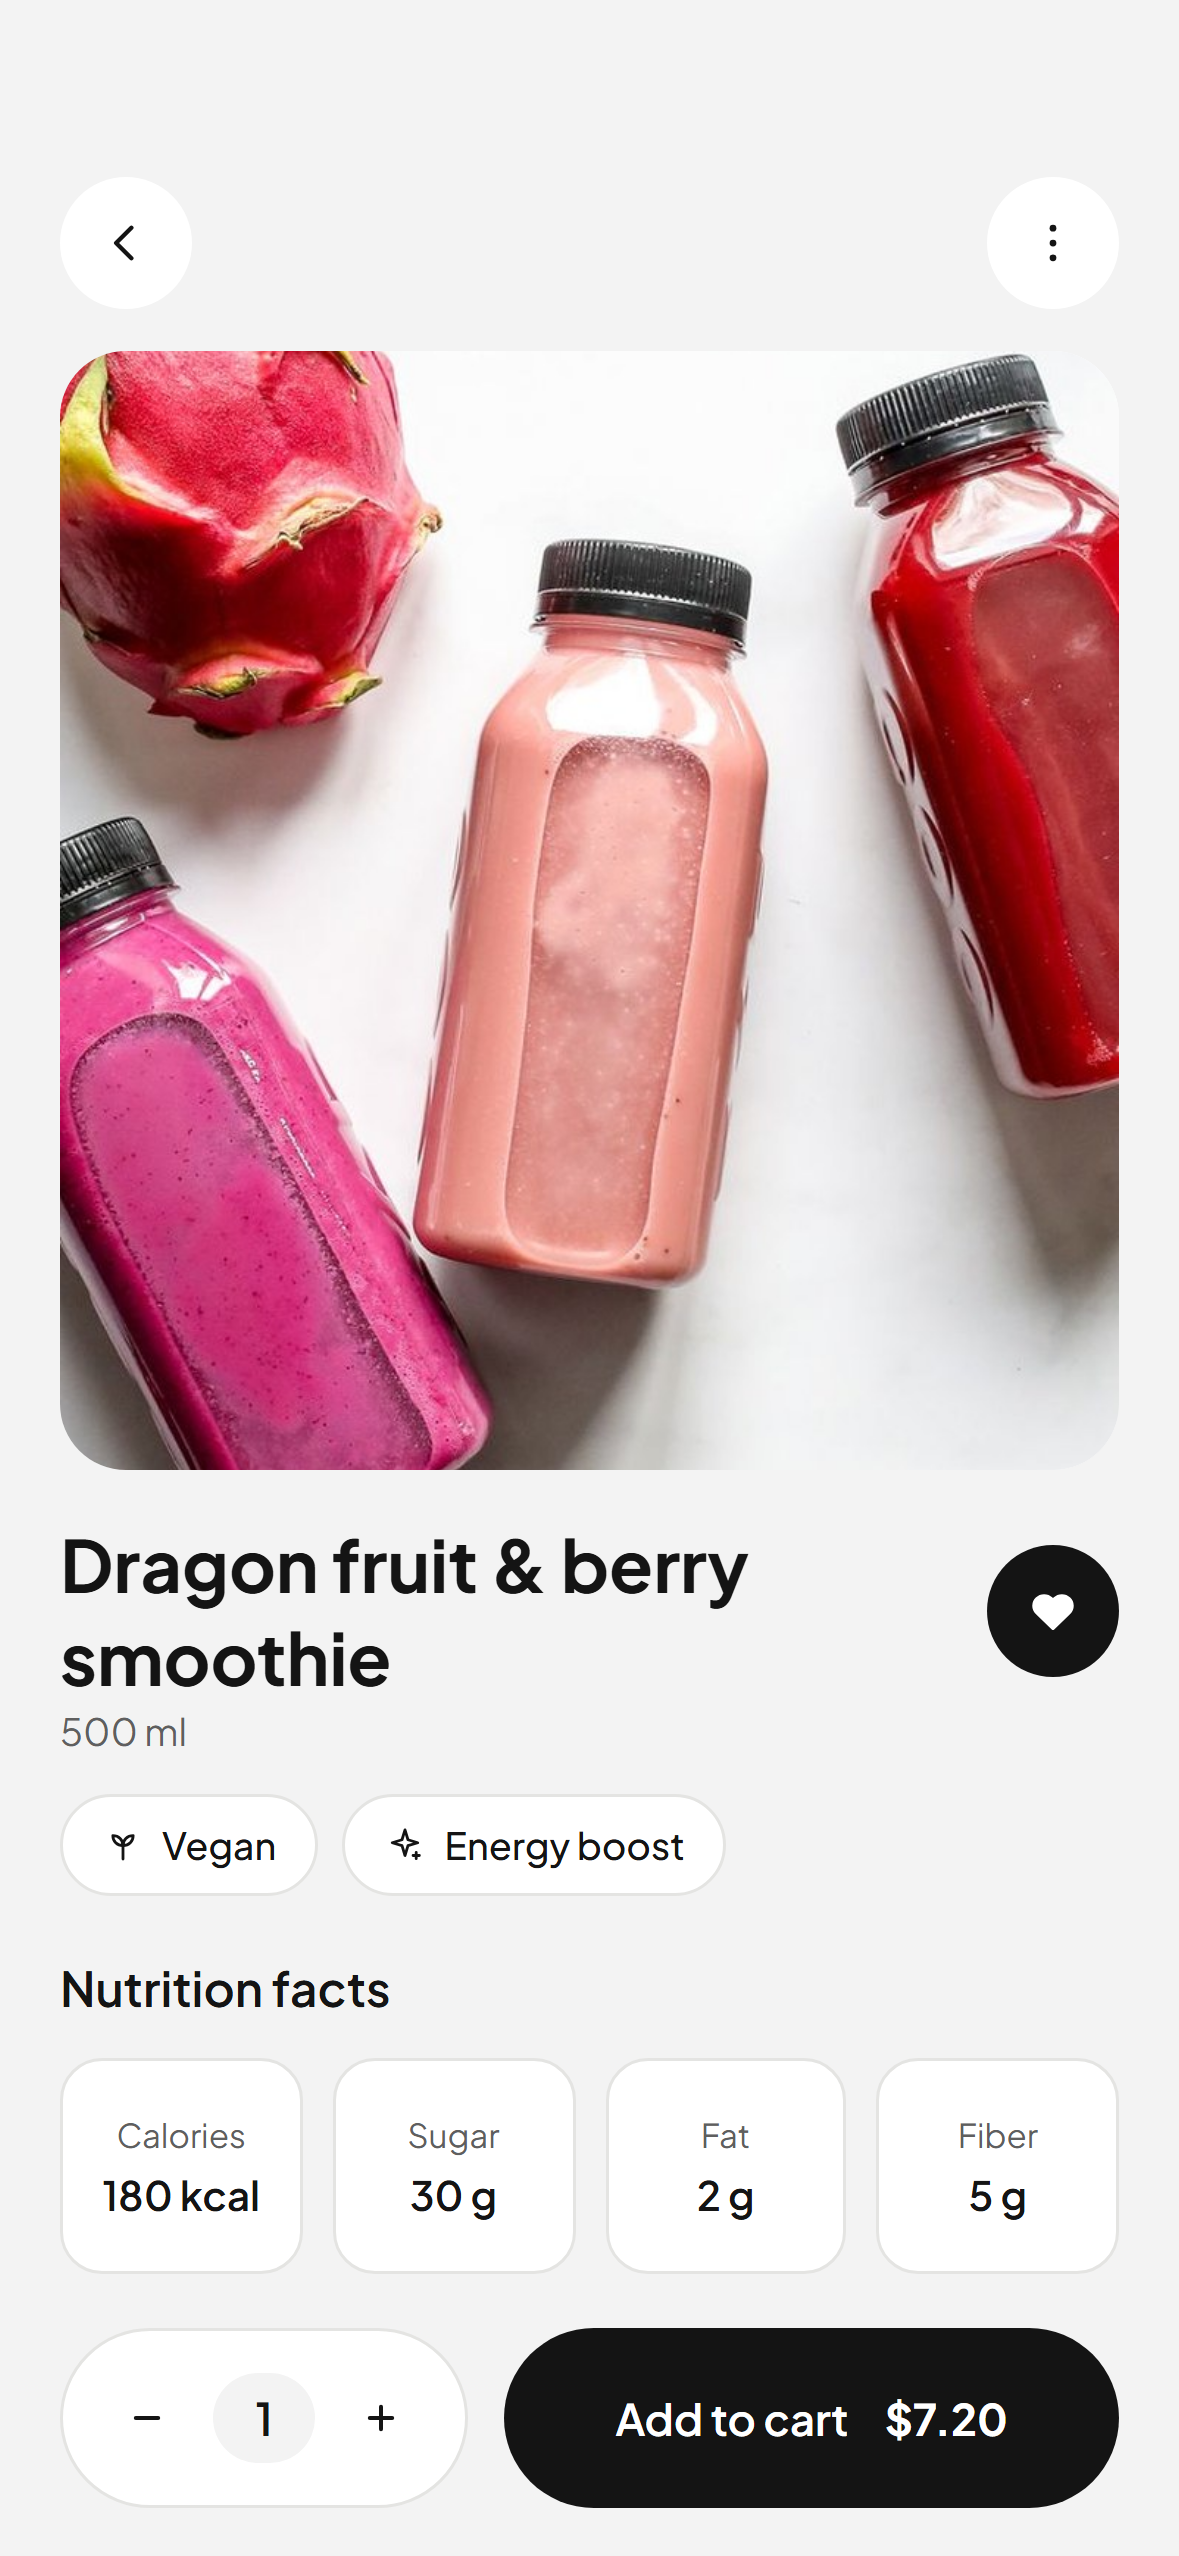 Dragon fruit & berry
smoothie
500 ml
Vegan
Energy boost
Nutrition facts
Calories
180 kcal
Sugar
30 g
Fat
2 g
Fiber
5 g
1
Add to cart $7.20